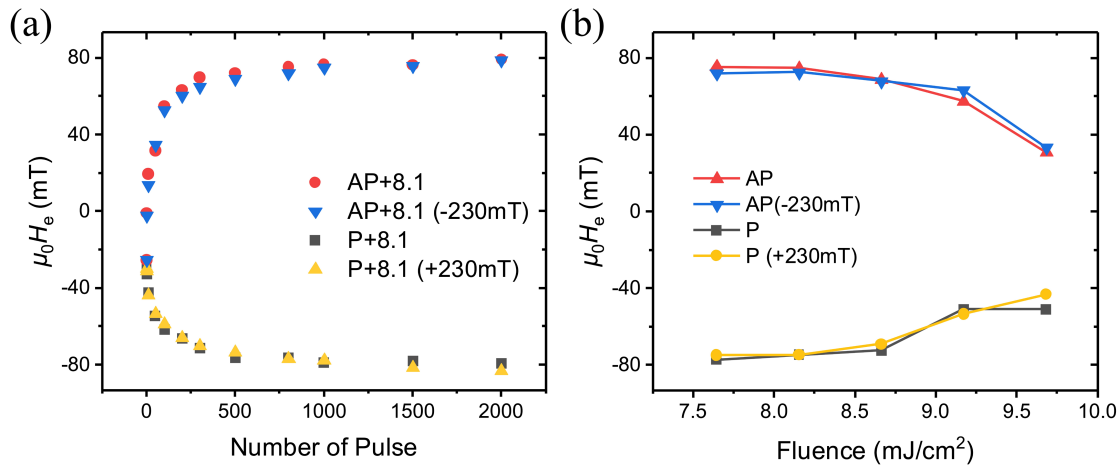 (a)
μ₀Hₑ (mT)
80
40
0
-40
-80
AP+8.1
AP+8.1 (-230mT)
P+8.1
P+8.1 (+230mT)
0
500
1000
1500
2000
Number of Pulse
(b)
μ₀Hₑ (mT)
80
40
0
-40
-80
AP
AP(-230mT)
P
P (+230mT)
7.5
8.0
8.5
9.0
9.5
10.0
Fluence (mJ/cm²)